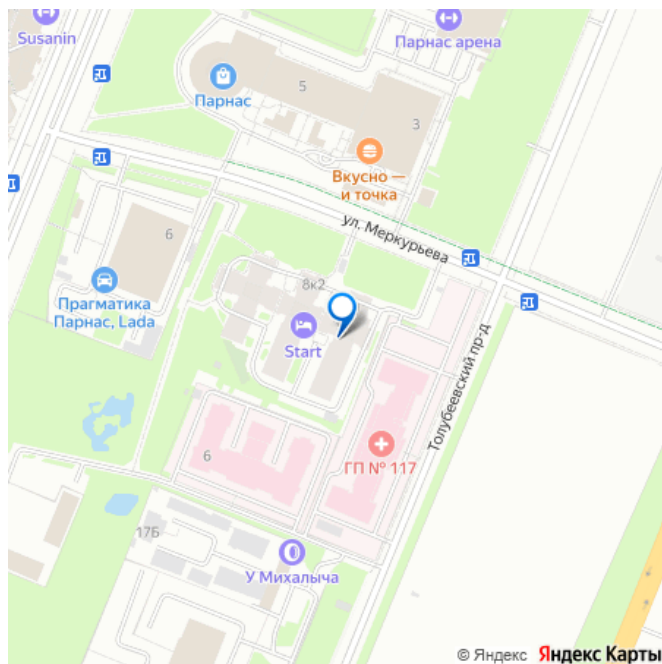 Susanin
Парнас арена
Парнас
5
3
Вкусно —
и точка
ул. Меркурьева
6
8к2
Прагматика
Парнас, Lada
Start
Толубеевский пр-д
ГП № 117
6
17Б
У Михалыча
© Яндекс Яндекс Карты